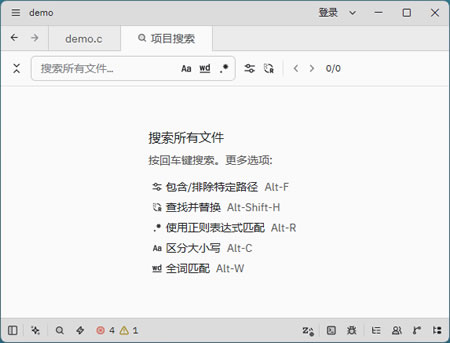 demo
登录
demo.c
项目搜索
搜索所有文件...
Aa wd .*
0/0
搜索所有文件
按回车键搜索。更多选项:
包含/排除特定路径 Alt-F
查找并替换 Alt-Shift-H
.* 使用正则表达式匹配 Alt-R
Aa 区分大小写 Alt-C
wd 全词匹配 Alt-W
4 1